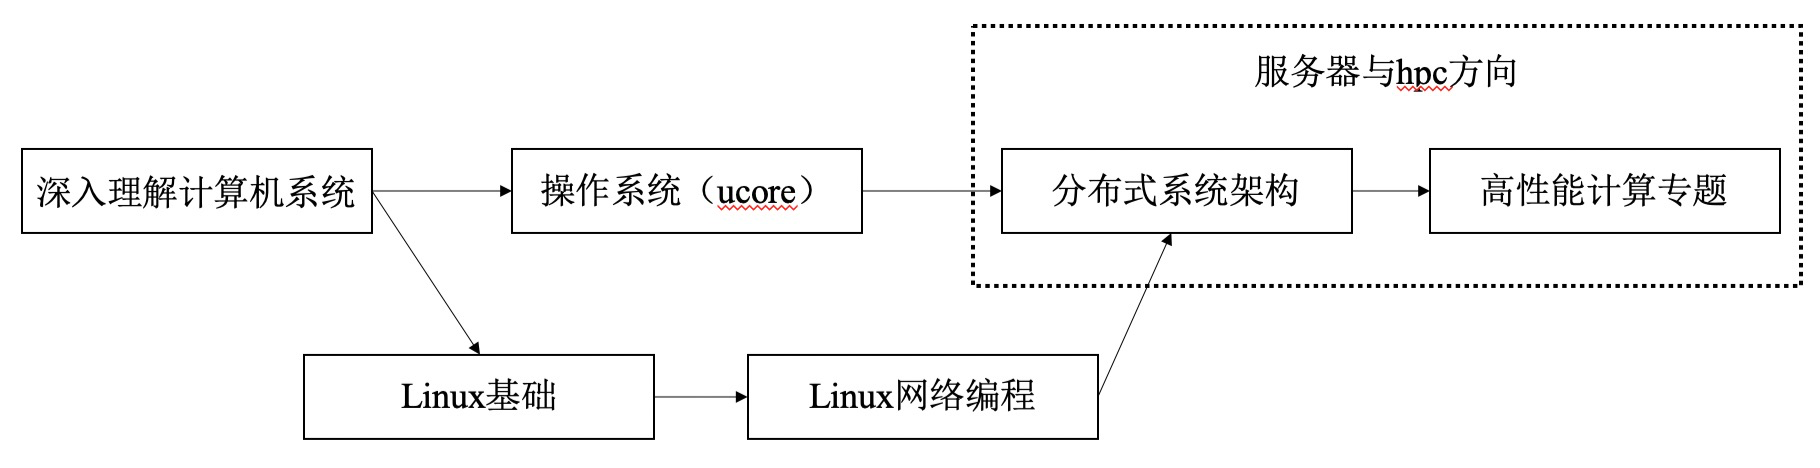 服务器与hpc方向
深入理解计算机系统
操作系统（ucore）
分布式系统架构
高性能计算专题
Linux基础
Linux网络编程